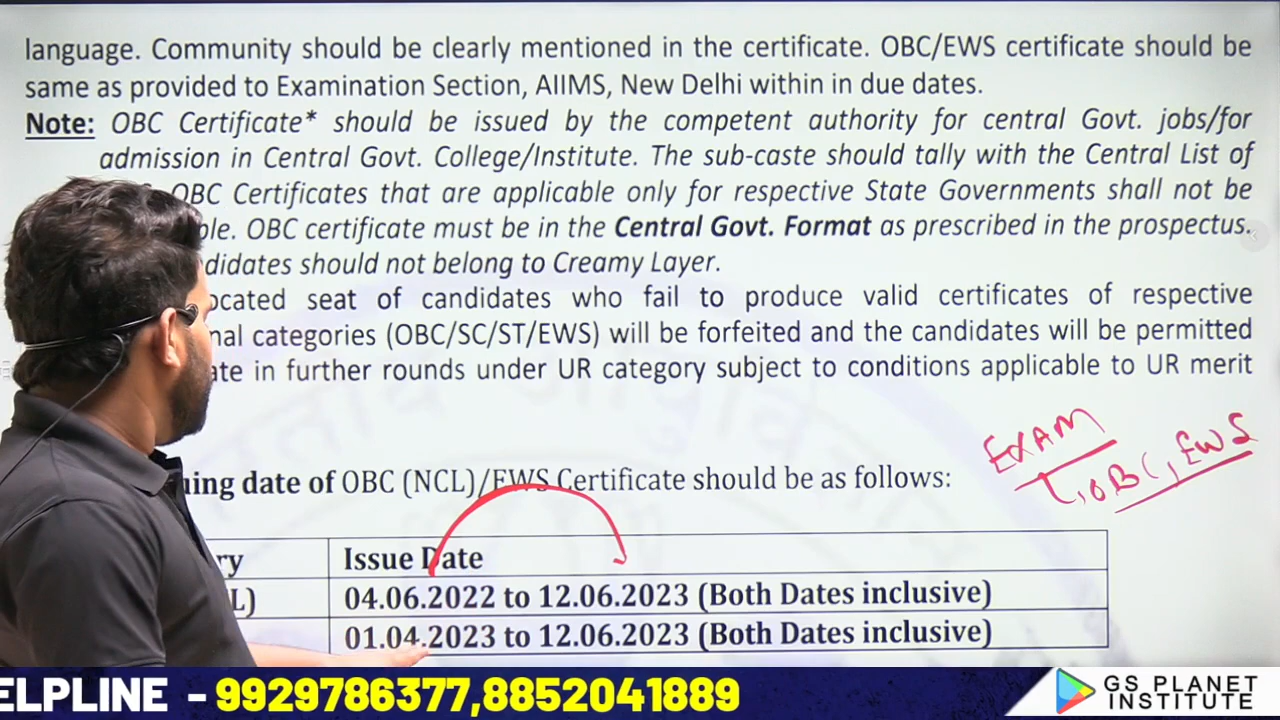 language. Community should be clearly mentioned in the certificate. OBC/EWS certificate should be
same as provided to Examination Section, AIIMS, New Delhi within in due dates.
Note: OBC Certificate* should be issued by the competent authority for central Govt. jobs/for
admission in Central Govt. College/Institute. The sub-caste should tally with the Central List of
OBC Certificates that are applicable only for respective State Governments shall not be
ble. OBC certificate must be in the Central Govt. Format as prescribed in the prospectus.
didates should not belong to Creamy Layer.
ocated seat of candidates who fail to produce valid certificates of respective
nal categories (OBC/SC/ST/EWS) will be forfeited and the candidates will be permitted
ate in further rounds under UR category subject to conditions applicable to UR merit
EXAM
OBC, EWS
ing date of OBC (NCL)/EWS Certificate should be as follows:
ry Issue Date
L) 04.06.2022 to 12.06.2023 (Both Dates inclusive)
01.04.2023 to 12.06.2023 (Both Dates inclusive)
ELPLINE - 9929786377,8852041889
GS PLANET
INSTITUTE